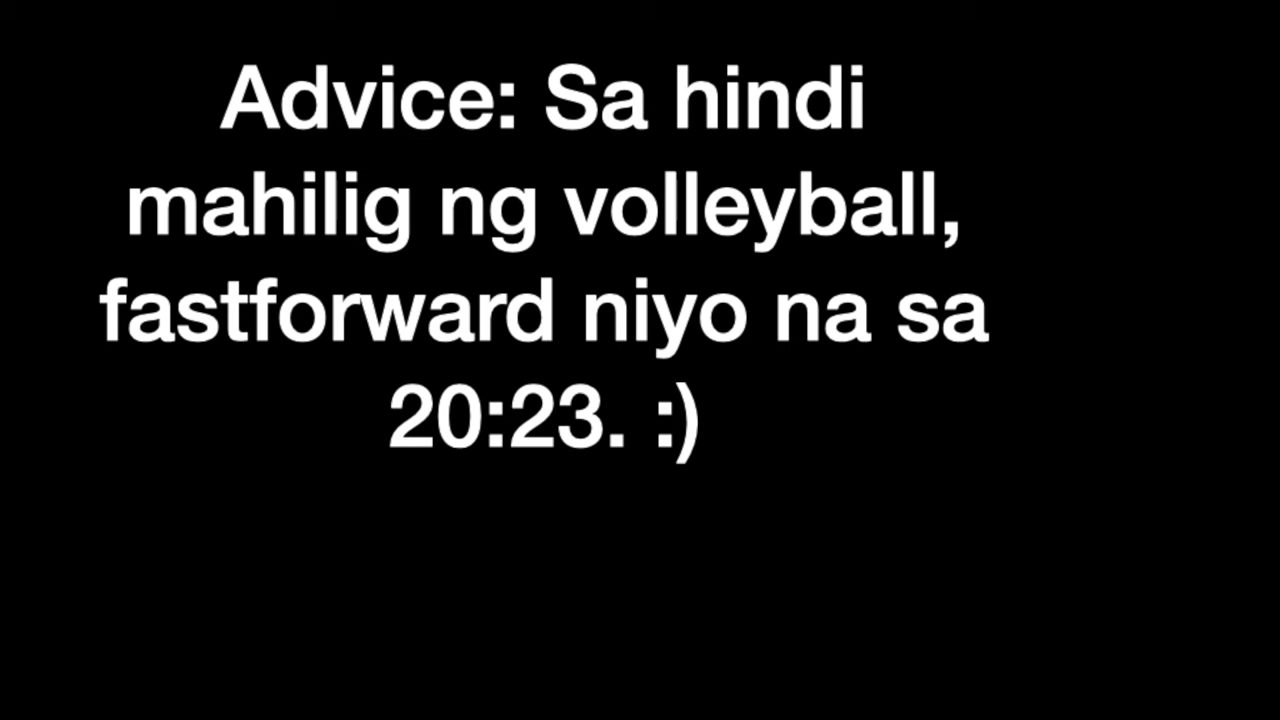 Advice: Sa hindi
mahilig ng volleyball,
fastforward niyo na sa
20:23. :)